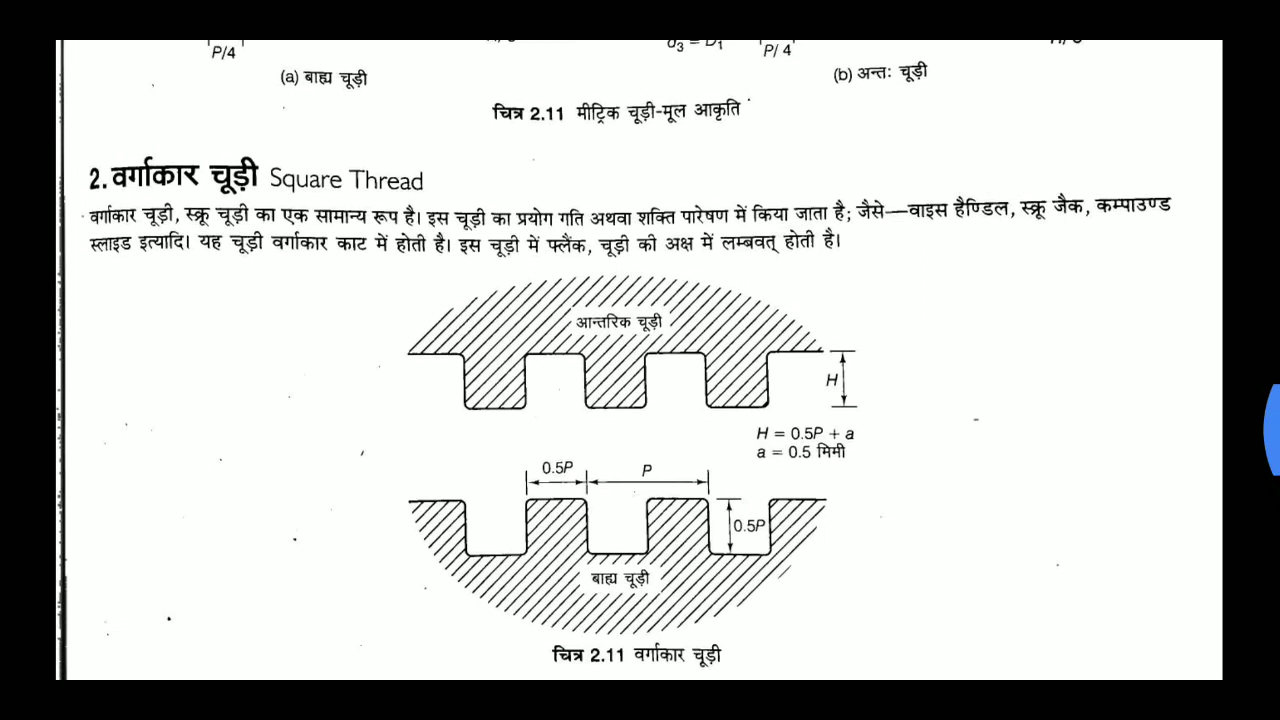 P/4
P/ 4
(a) बाह्य चूड़ी
(b) अन्तः चूड़ी
चित्र 2.11 मीट्रिक चूड़ी-मूल आकृति
2. वर्गाकार चूड़ी Square Thread
वर्गाकार चूड़ी, स्क्रू चूड़ी का एक सामान्य रूप है। इस चूड़ी का प्रयोग गति अथवा शक्ति पारेषण में किया जाता है; जैसे—वाइस हैण्डिल, स्क्रू जैक, कम्पाउण्ड
स्लाइड इत्यादि। यह चूड़ी वर्गाकार काट में होती है। इस चूड़ी में फ्लैंक, चूड़ी की अक्ष में लम्बवत् होती है।
आन्तरिक चूड़ी
H
H = 0.5P + a
a = 0.5 मिमी
0.5P
P
0.5P
बाह्य चूड़ी
चित्र 2.11 वर्गाकार चूड़ी